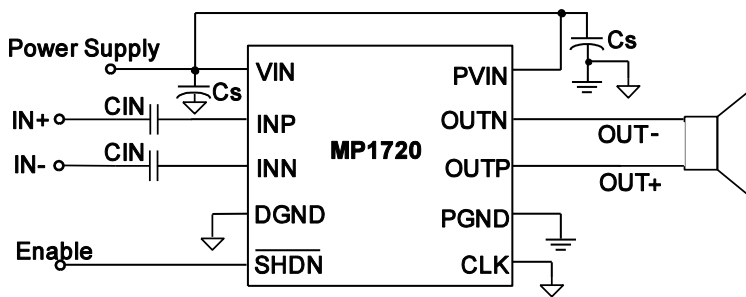 Power Supply
Cs
Cs
VIN
PVIN
CIN
IN+
INP
OUTN
OUT-
MP1720
CIN
IN-
INN
OUTP
OUT+
DGND
PGND
Enable
SHDN
CLK